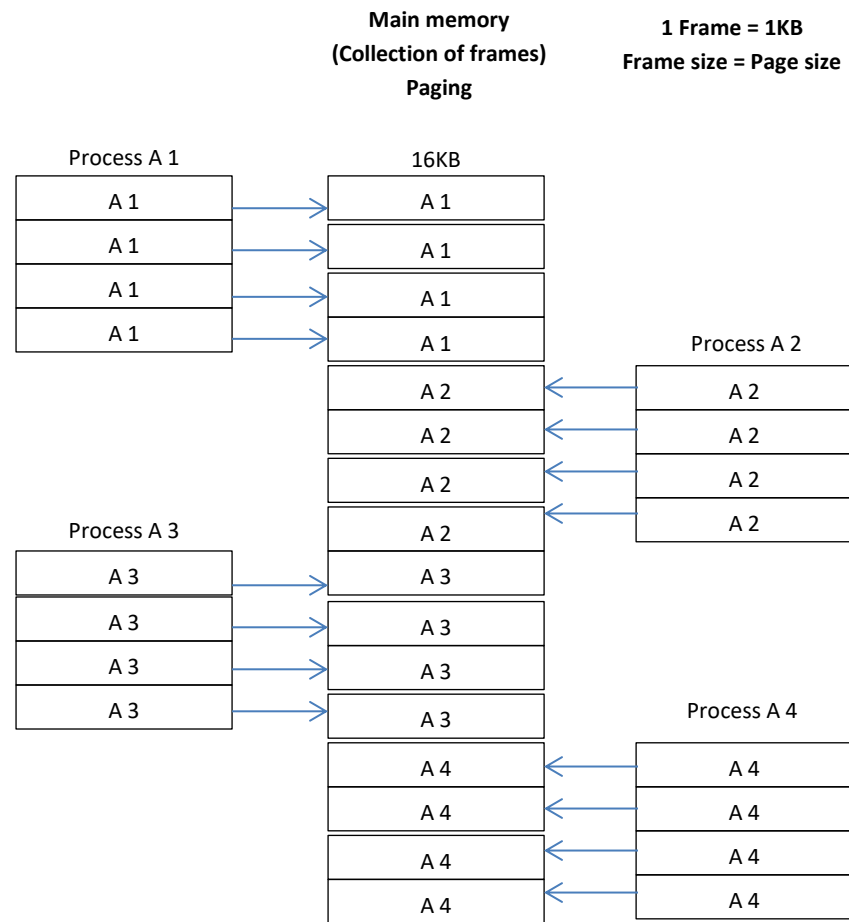 Main memory
(Collection of frames)
Paging
1 Frame = 1KB
Frame size = Page size
Process A 1
A 1
A 1
A 1
A 1
16KB
A 1
A 1
A 1
A 1
A 2
A 2
A 2
A 2
A 3
A 3
A 3
A 3
A 4
A 4
A 4
A 4
Process A 2
A 2
A 2
A 2
A 2
Process A 3
A 3
A 3
A 3
A 3
Process A 4
A 4
A 4
A 4
A 4